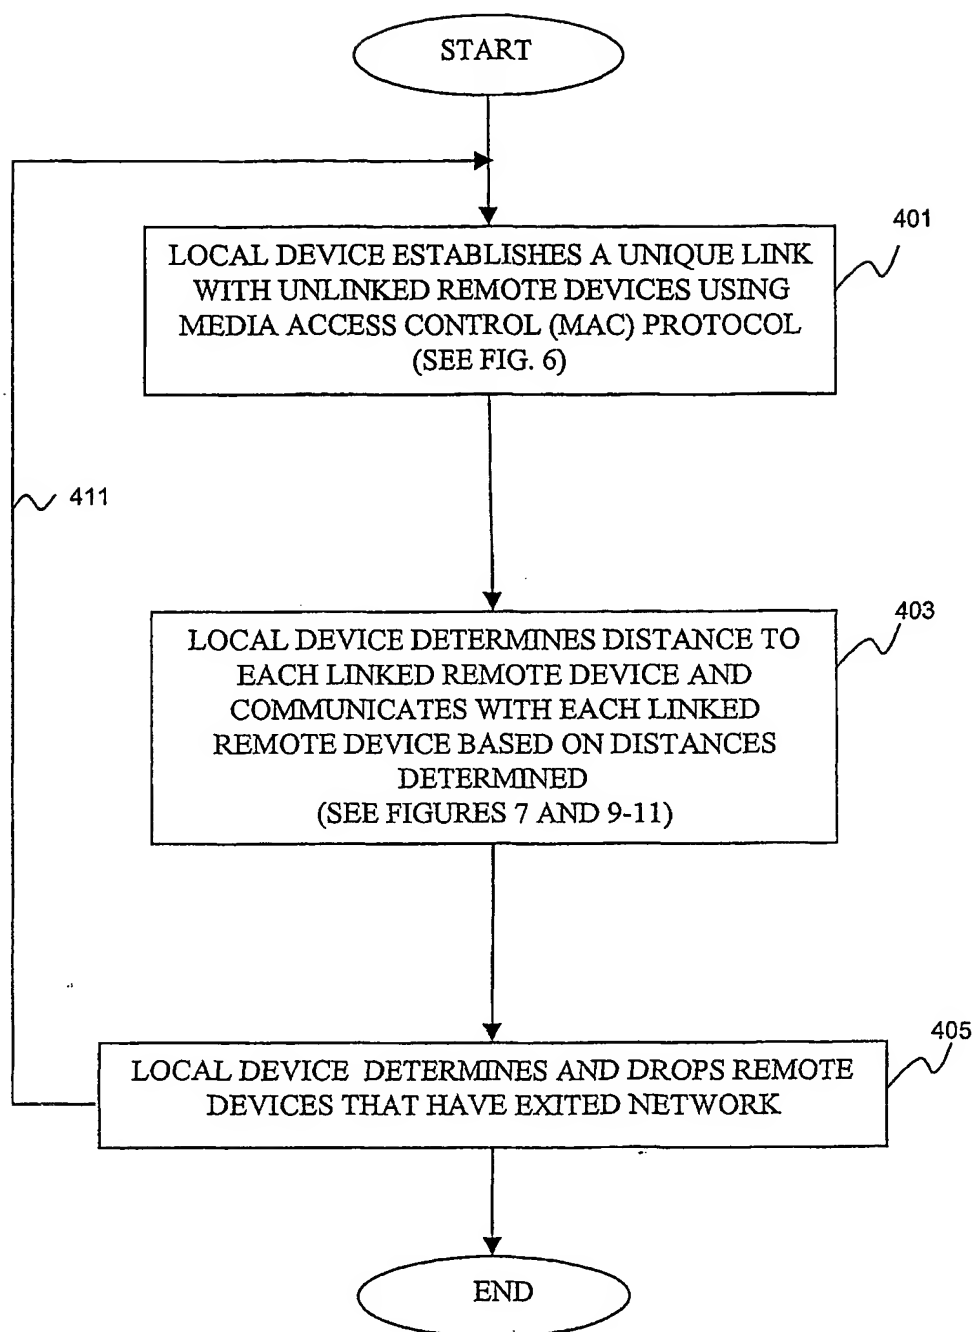 START
401
LOCAL DEVICE ESTABLISHES A UNIQUE LINK
WITH UNLINKED REMOTE DEVICES USING
MEDIA ACCESS CONTROL (MAC) PROTOCOL
(SEE FIG. 6)
411
403
LOCAL DEVICE DETERMINES DISTANCE TO
EACH LINKED REMOTE DEVICE AND
COMMUNICATES WITH EACH LINKED
REMOTE DEVICE BASED ON DISTANCES
DETERMINED
(SEE FIGURES 7 AND 9-11)
405
LOCAL DEVICE DETERMINES AND DROPS REMOTE
DEVICES THAT HAVE EXITED NETWORK
END